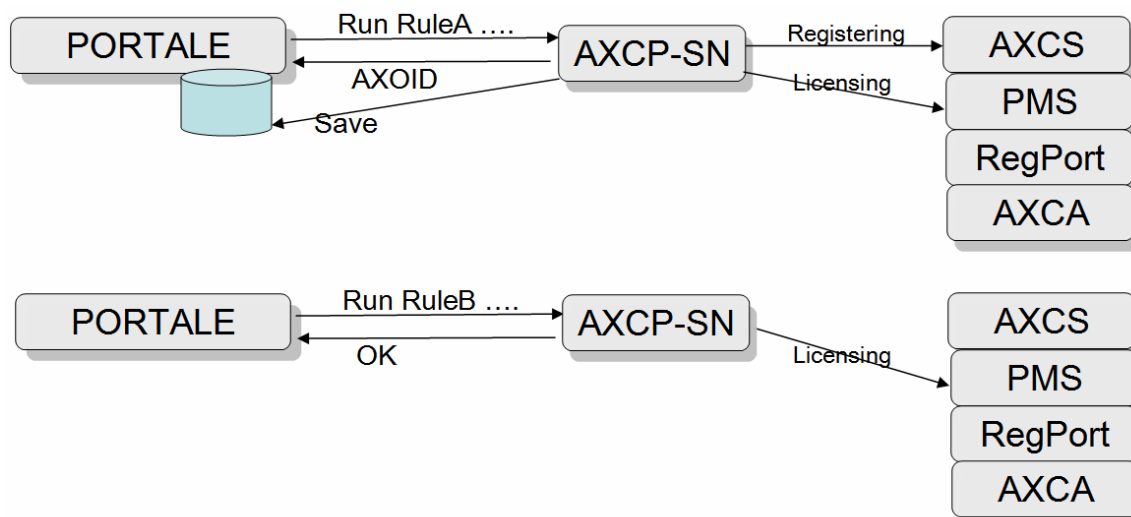 PORTALE
Run RuleA ....
AXOID
Save
AXCP-SN
Registering
Licensing
AXCS
PMS
RegPort
AXCA
PORTALE
Run RuleB ....
OK
AXCP-SN
Licensing
AXCS
PMS
RegPort
AXCA